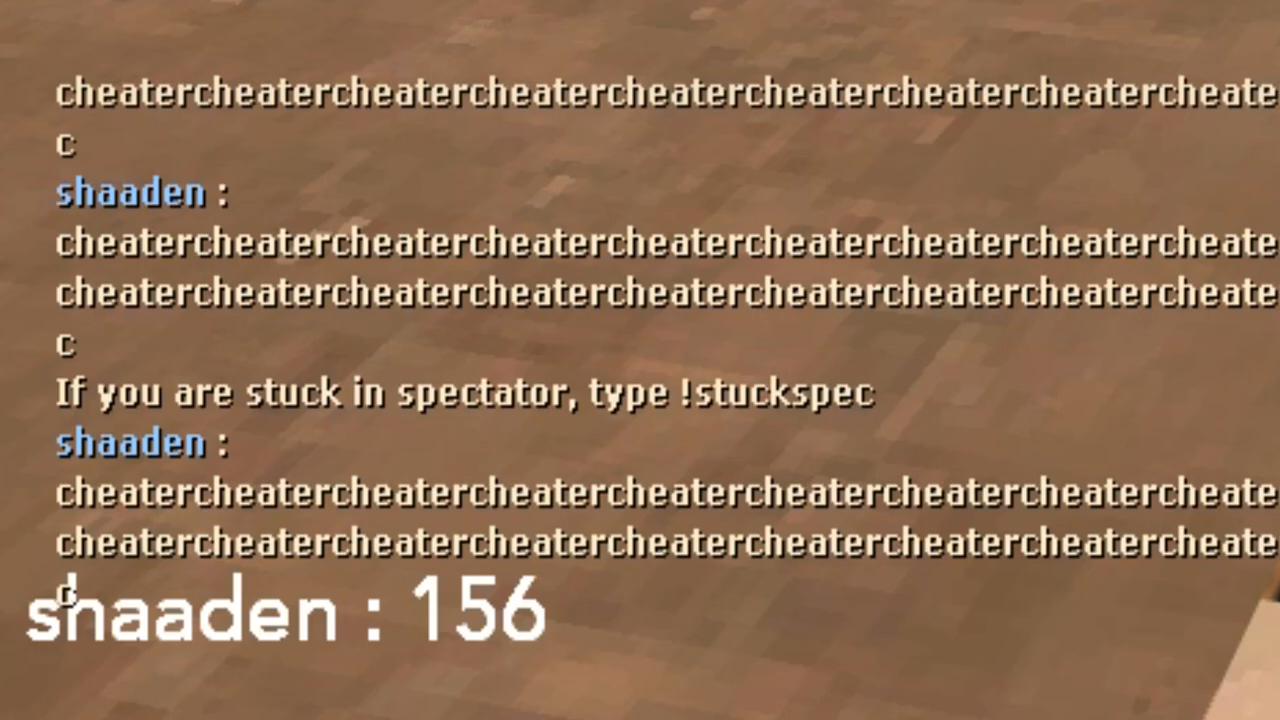 cheatercheatercheatercheatercheatercheatercheatercheatercheate
c
shaaden :
cheatercheatercheatercheatercheatercheatercheatercheatercheate
cheatercheatercheatercheatercheatercheatercheatercheatercheate
c
If you are stuck in spectator, type !stuckspec
shaaden :
cheatercheatercheatercheatercheatercheatercheatercheatercheate
cheatercheatercheatercheatercheatercheatercheatercheatercheate
c
shaaden : 156